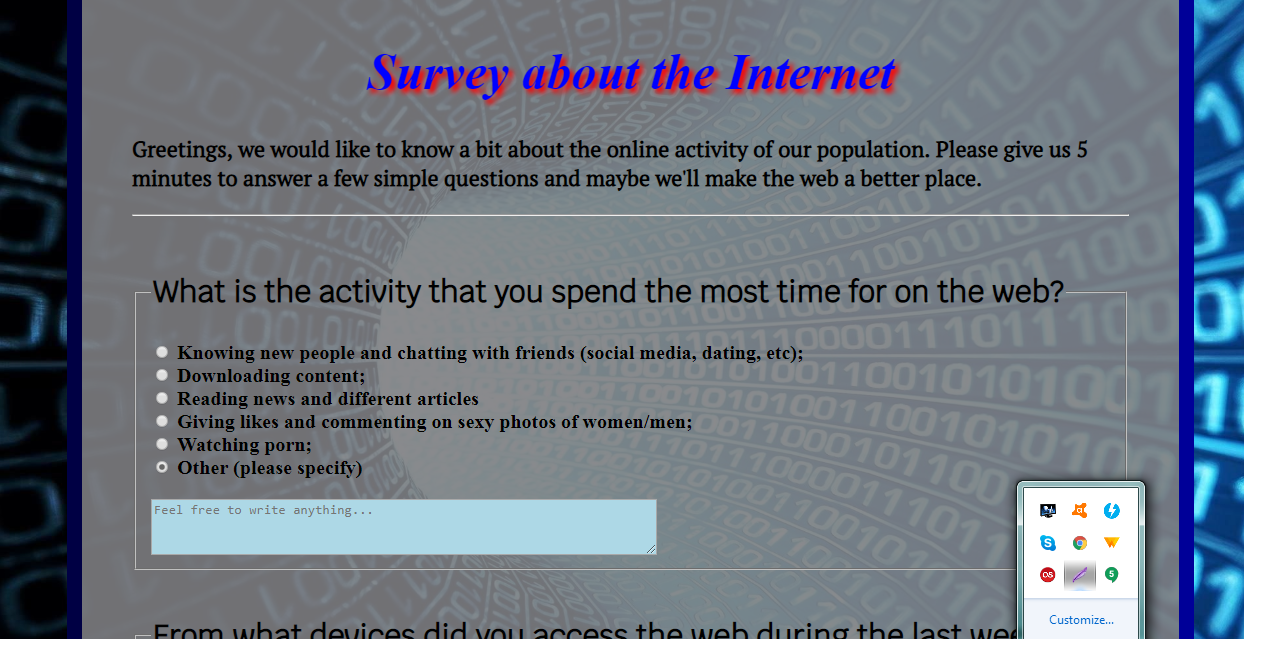 Survey about the Internet
Greetings, we would like to know a bit about the online activity of our population. Please give us 5
minutes to answer a few simple questions and maybe we'll make the web a better place.
What is the activity that you spend the most time for on the web?
Knowing new people and chatting with friends (social media, dating, etc);
Downloading content;
Reading news and different articles
Giving likes and commenting on sexy photos of women/men;
Watching porn;
Other (please specify)
Feel free to write anything...
From what devices did you access the web during the last
Customize...